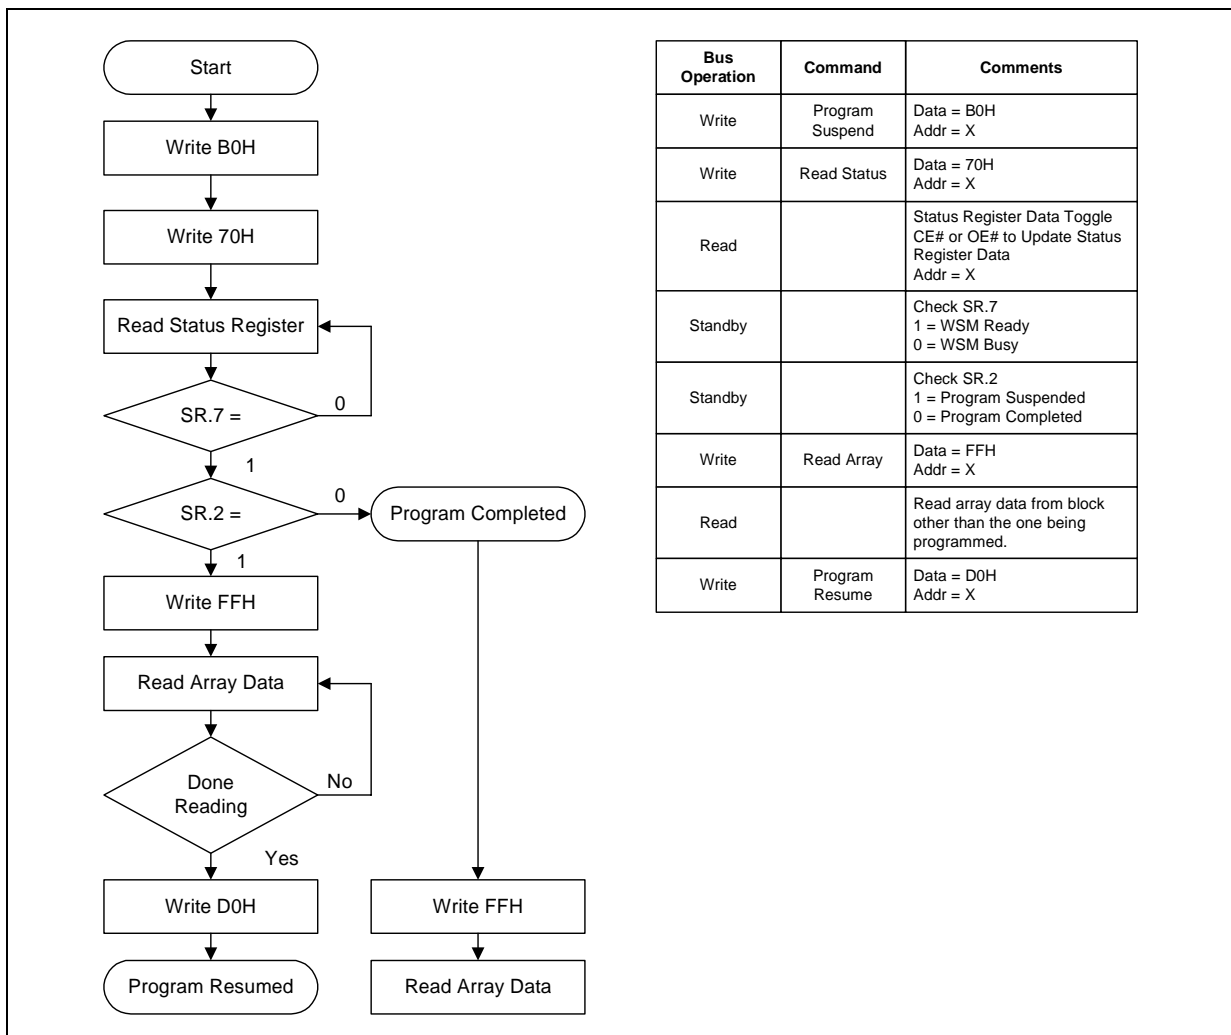 Start
Write B0H
Write 70H
Read Status Register
SR.7 =
0
1
SR.2 =
0
Program Completed
1
Write FFH
Read Array Data
Done
Reading
No
Yes
Write D0H
Write FFH
Program Resumed
Read Array Data
Bus
Operation
Command
Comments
Write
Program
Suspend
Data = B0H
Addr = X
Write
Read Status
Data = 70H
Addr = X
Read
Status Register Data Toggle
CE# or OE# to Update Status
Register Data
Addr = X
Standby
Check SR.7
1 = WSM Ready
0 = WSM Busy
Standby
Check SR.2
1 = Program Suspended
0 = Program Completed
Write
Read Array
Data = FFH
Addr = X
Read
Read array data from block
other than the one being
programmed.
Write
Program
Resume
Data = D0H
Addr = X